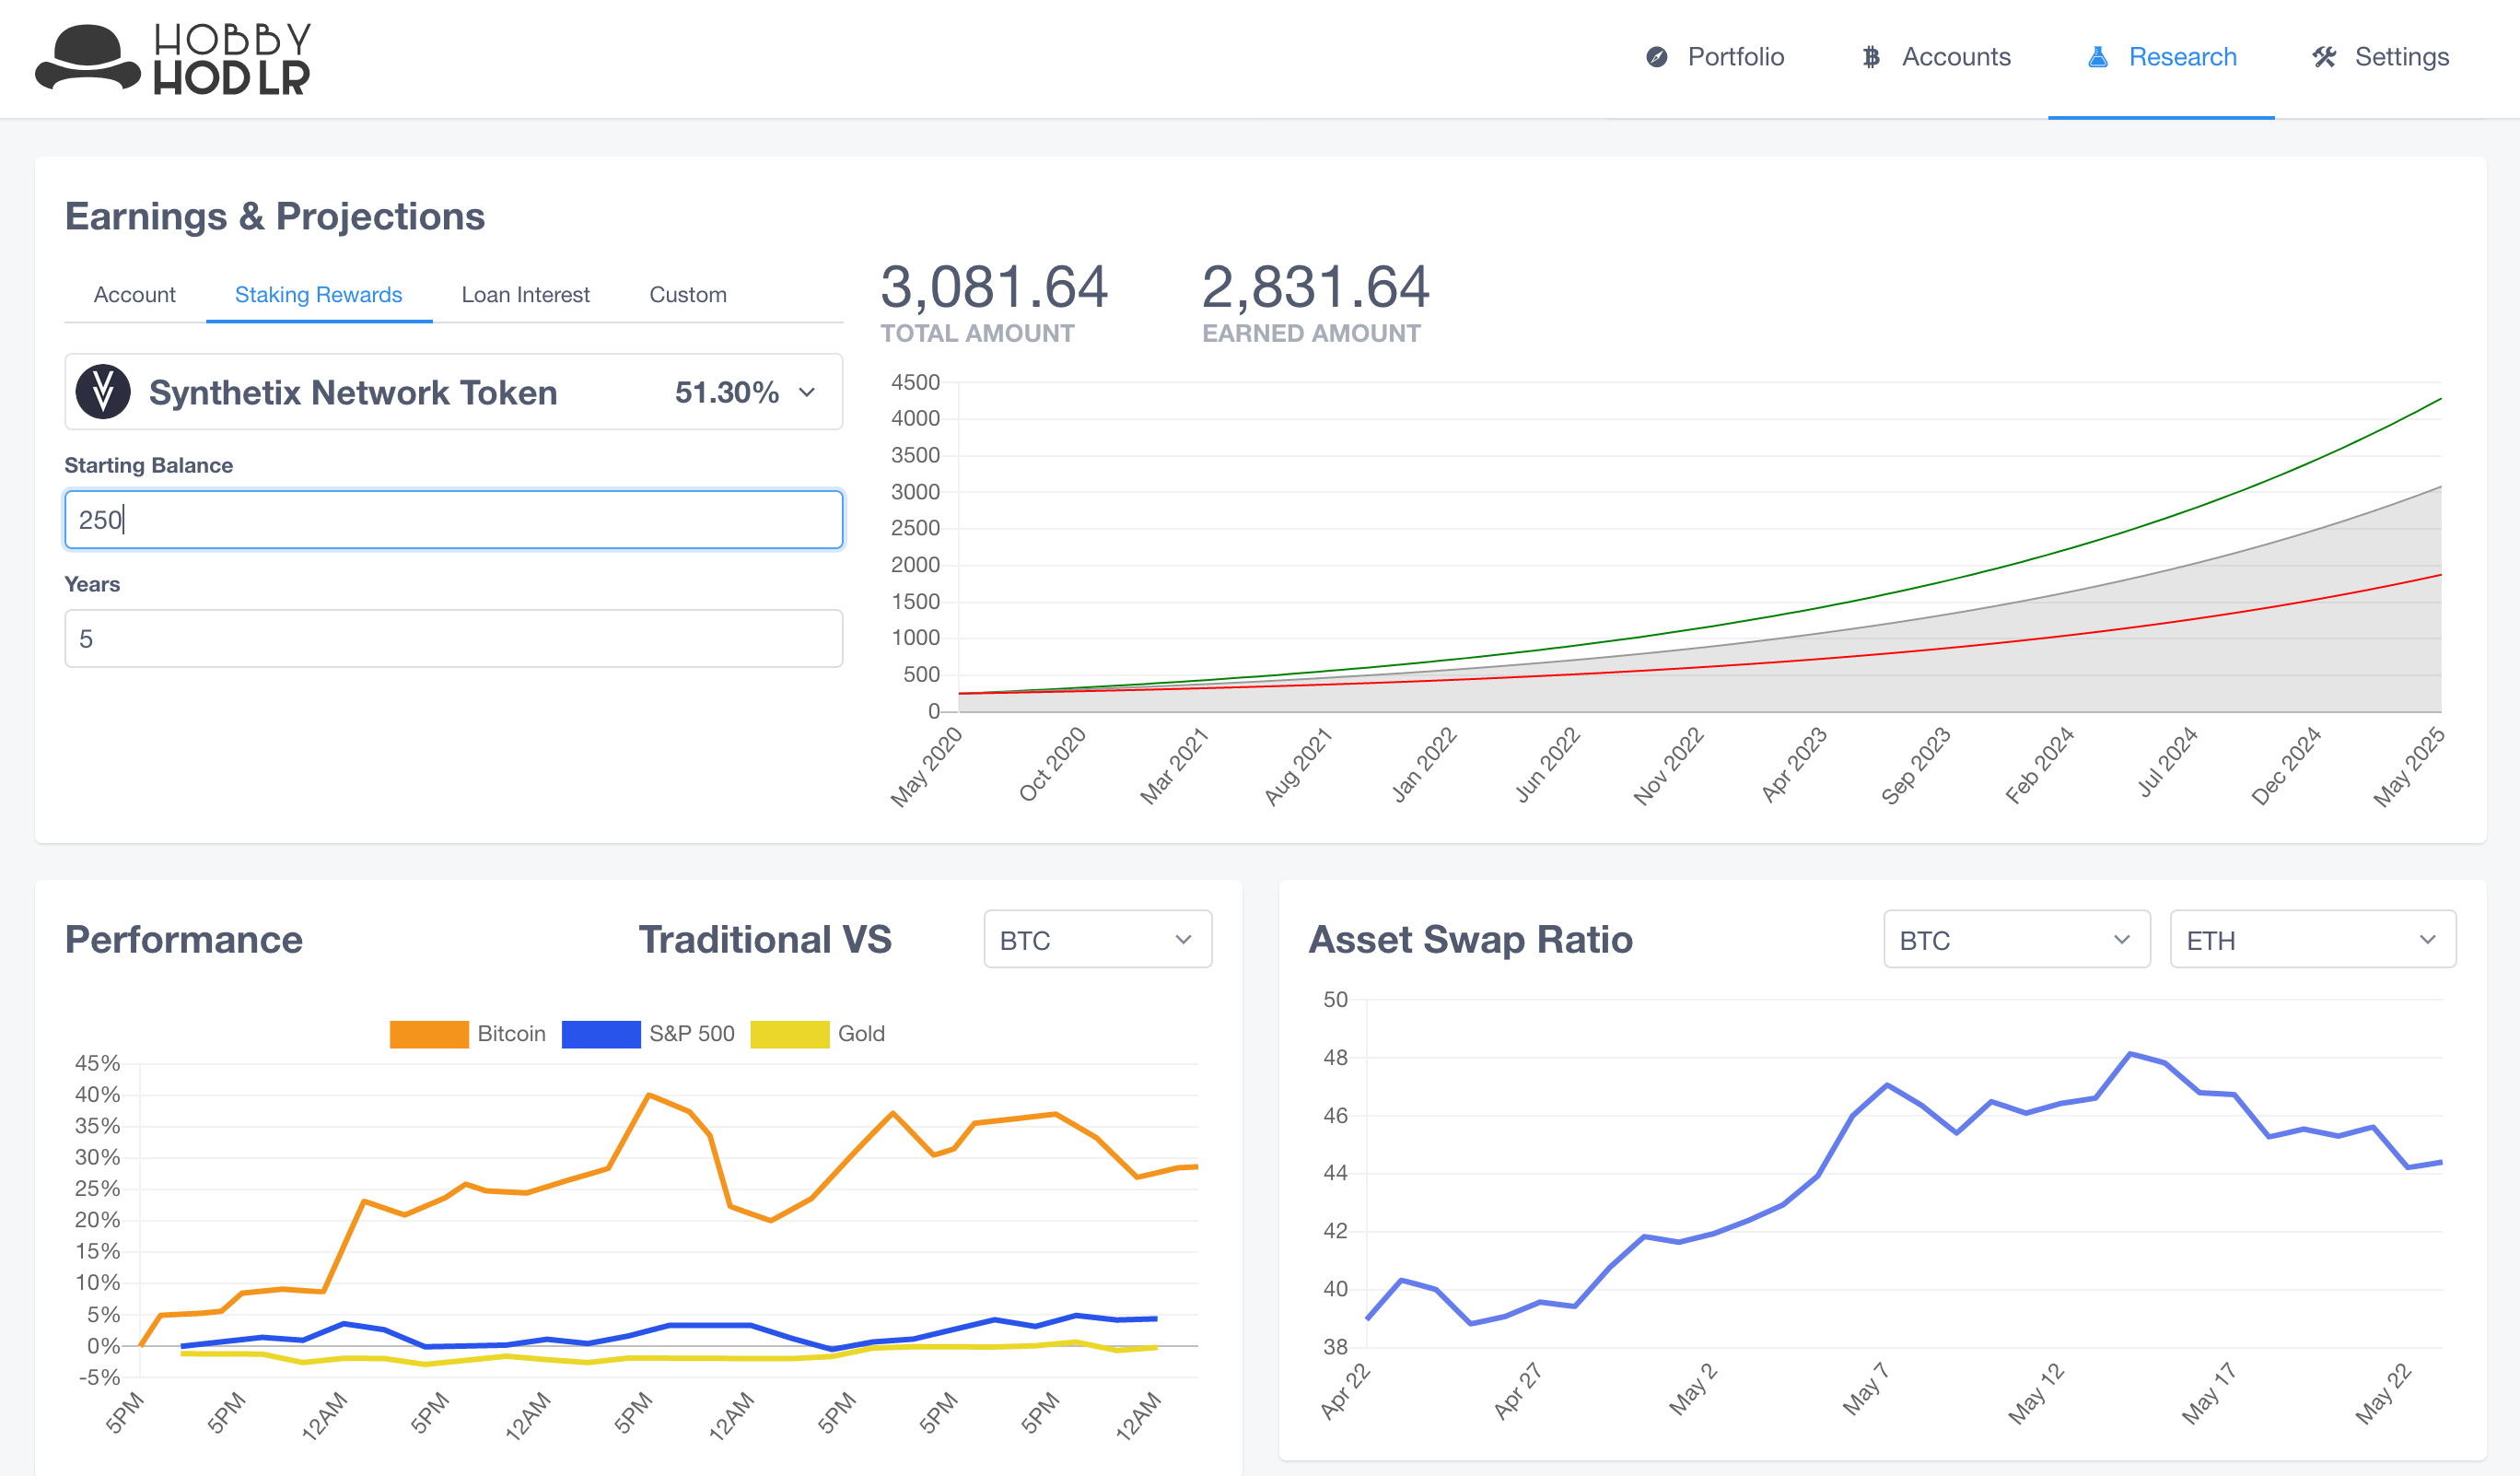 HOBBY
HODLR
Portfolio
Accounts
Research
Settings
Earnings & Projections
Account
Staking Rewards
Loan Interest
Custom
Synthetix Network Token
51.30%
Starting Balance
250
Years
5
3,081.64
TOTAL AMOUNT
2,831.64
EARNED AMOUNT
4500
4000
3500
3000
2500
2000
1500
1000
500
0
May 2020
Oct 2020
Mar 2021
Aug 2021
Jan 2022
Jun 2022
Nov 2022
Apr 2023
Sep 2023
Feb 2024
Jul 2024
Dec 2024
May 2025
Performance
Traditional VS
BTC
Bitcoin
S&P 500
Gold
45%
40%
35%
30%
25%
20%
15%
10%
5%
0%
-5%
5PM
5PM
12AM
5PM
12AM
5PM
12AM
5PM
5PM
5PM
12AM
Asset Swap Ratio
BTC
ETH
50
48
46
44
42
40
38
Apr 22
Apr 27
May 2
May 7
May 12
May 17
May 22